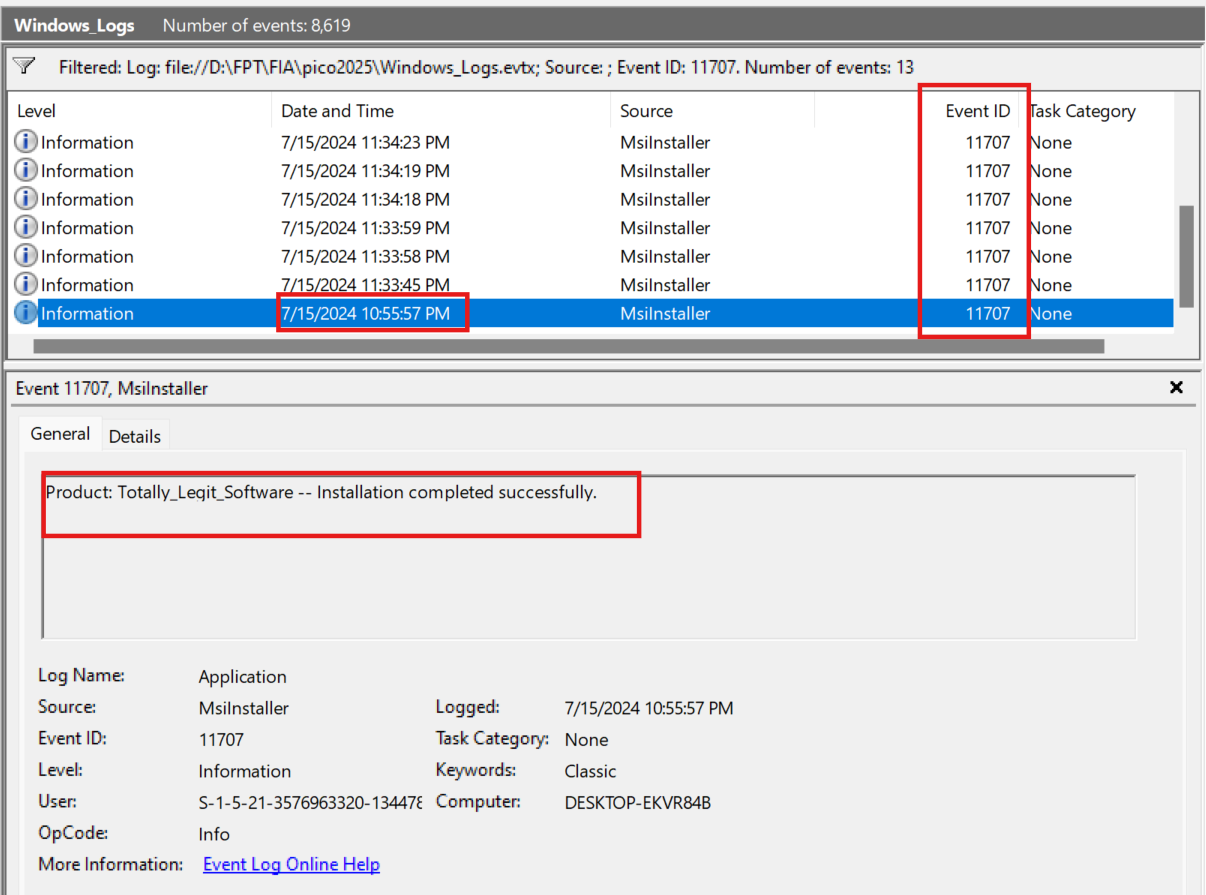 Windows_Logs Number of events: 8,619
Filtered: Log: file://D:\FPT\FIA\pico2025\Windows_Logs.evtx; Source: ; Event ID: 11707. Number of events: 13
Level Date and Time Source Event ID Task Category
Information 7/15/2024 11:34:23 PM MsiInstaller 11707 None
Information 7/15/2024 11:34:19 PM MsiInstaller 11707 None
Information 7/15/2024 11:34:18 PM MsiInstaller 11707 None
Information 7/15/2024 11:33:59 PM MsiInstaller 11707 None
Information 7/15/2024 11:33:58 PM MsiInstaller 11707 None
Information 7/15/2024 11:33:45 PM MsiInstaller 11707 None
Information 7/15/2024 10:55:57 PM MsiInstaller 11707 None
Event 11707, MsiInstaller
General Details
Product: Totally_Legit_Software -- Installation completed successfully.
Log Name: Application
Source: MsiInstaller Logged: 7/15/2024 10:55:57 PM
Event ID: 11707 Task Category: None
Level: Information Keywords: Classic
User: S-1-5-21-3576963320-134478 Computer: DESKTOP-EKVR84B
OpCode: Info
More Information: Event Log Online Help